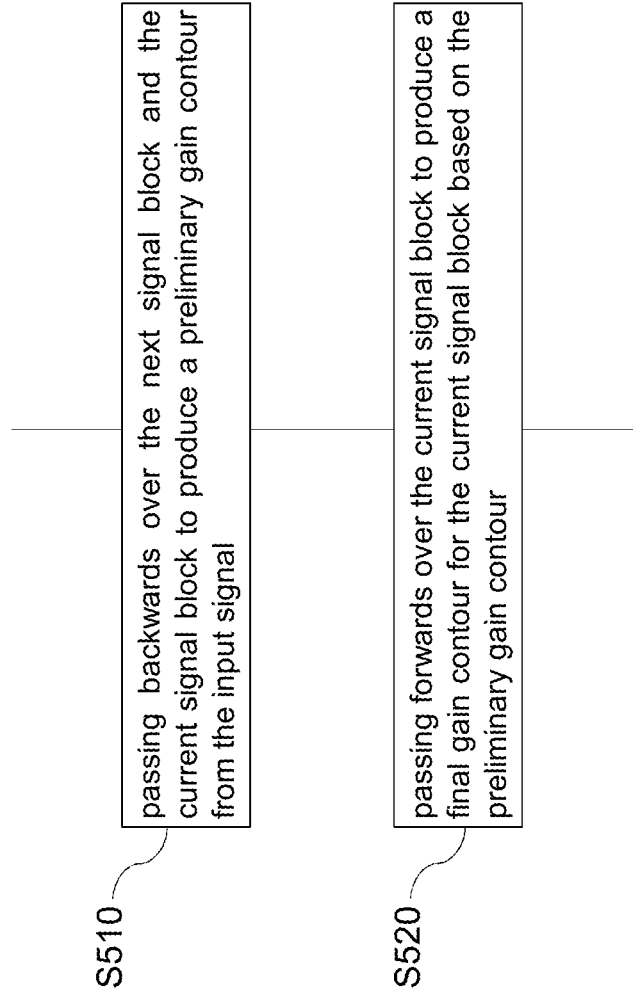 S510
passing backwards over the next signal block and the
current signal block to produce a preliminary gain contour
from the input signal
S520
passing forwards over the current signal block to produce a
final gain contour for the current signal block based on the
preliminary gain contour